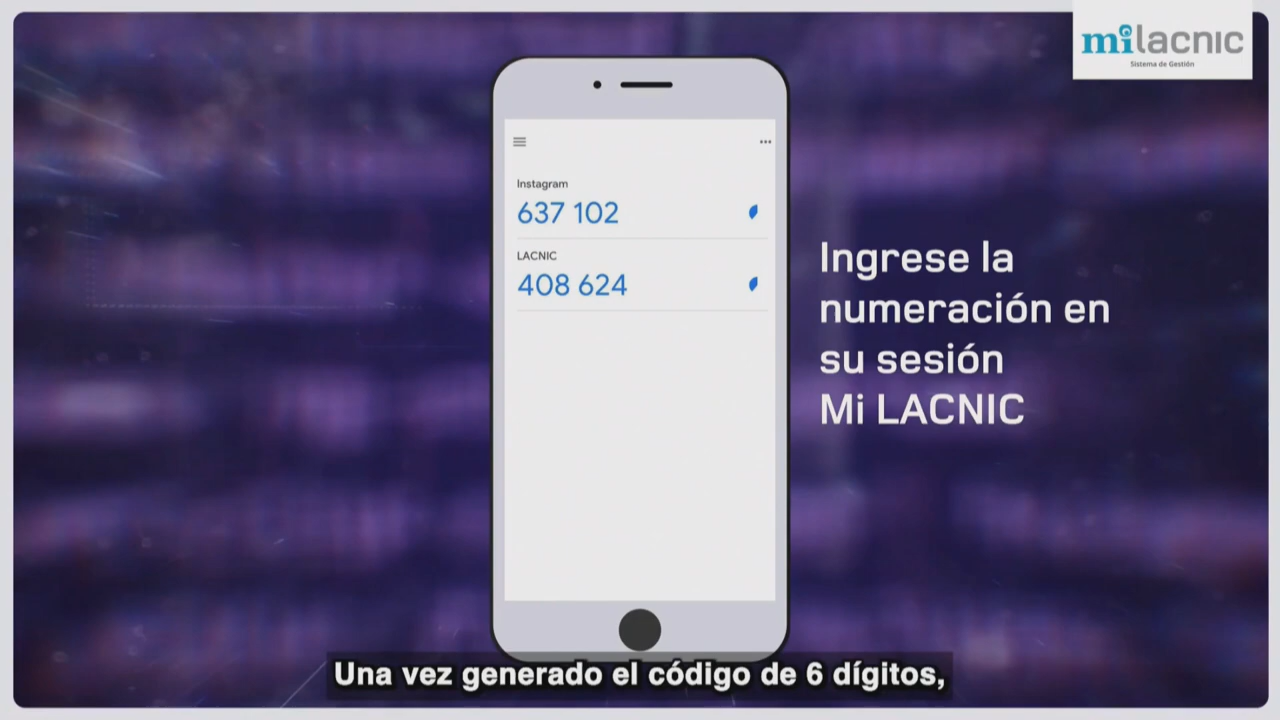 milacnic
Sistema de Gestión
Instagram
637 102
LACNIC
408 624
Ingrese la
numeración en
su sesión
Mi LACNIC
Una vez generado el código de 6 dígitos,